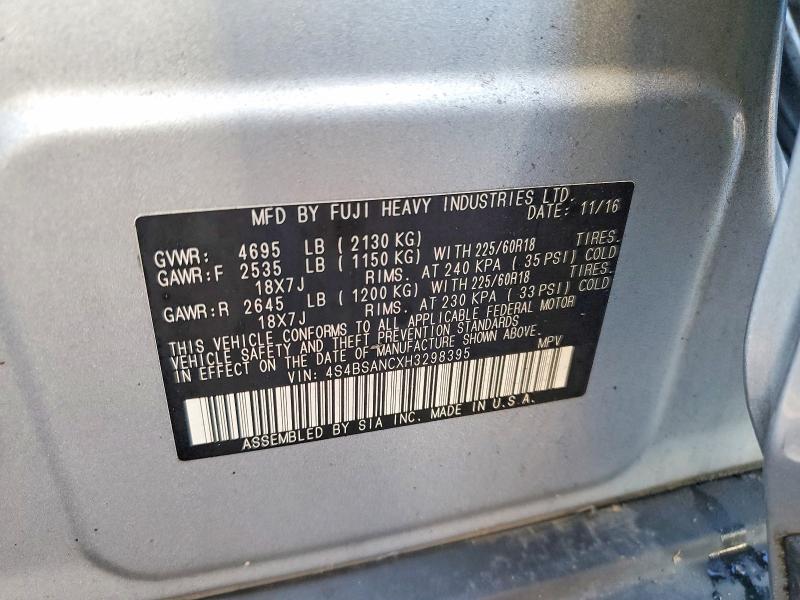 MFD BY FUJI HEAVY INDUSTRIES LTD.
DATE: 11/16
GVWR: 4695 LB ( 2130 KG)
GAWR:F 2535 LB ( 1150 KG) WITH 225/60R18 TIRES.
18X7J RIMS. AT 240 KPA ( 35 PSI) COLD
GAWR:R 2645 LB ( 1200 KG) WITH 225/60R18 TIRES.
18X7J RIMS. AT 230 KPA ( 33 PSI) COLD
THIS VEHICLE CONFORMS TO ALL APPLICABLE FEDERAL MOTOR
VEHICLE SAFETY AND THEFT PREVENTION STANDARDS
IN EFFECT ON THE DATE OF MANUFACTURE SHOWN ABOVE.
VIN: 4S4BSANCXH3298395 MPV
ASSEMBLED BY SIA INC. MADE IN U.S.A.